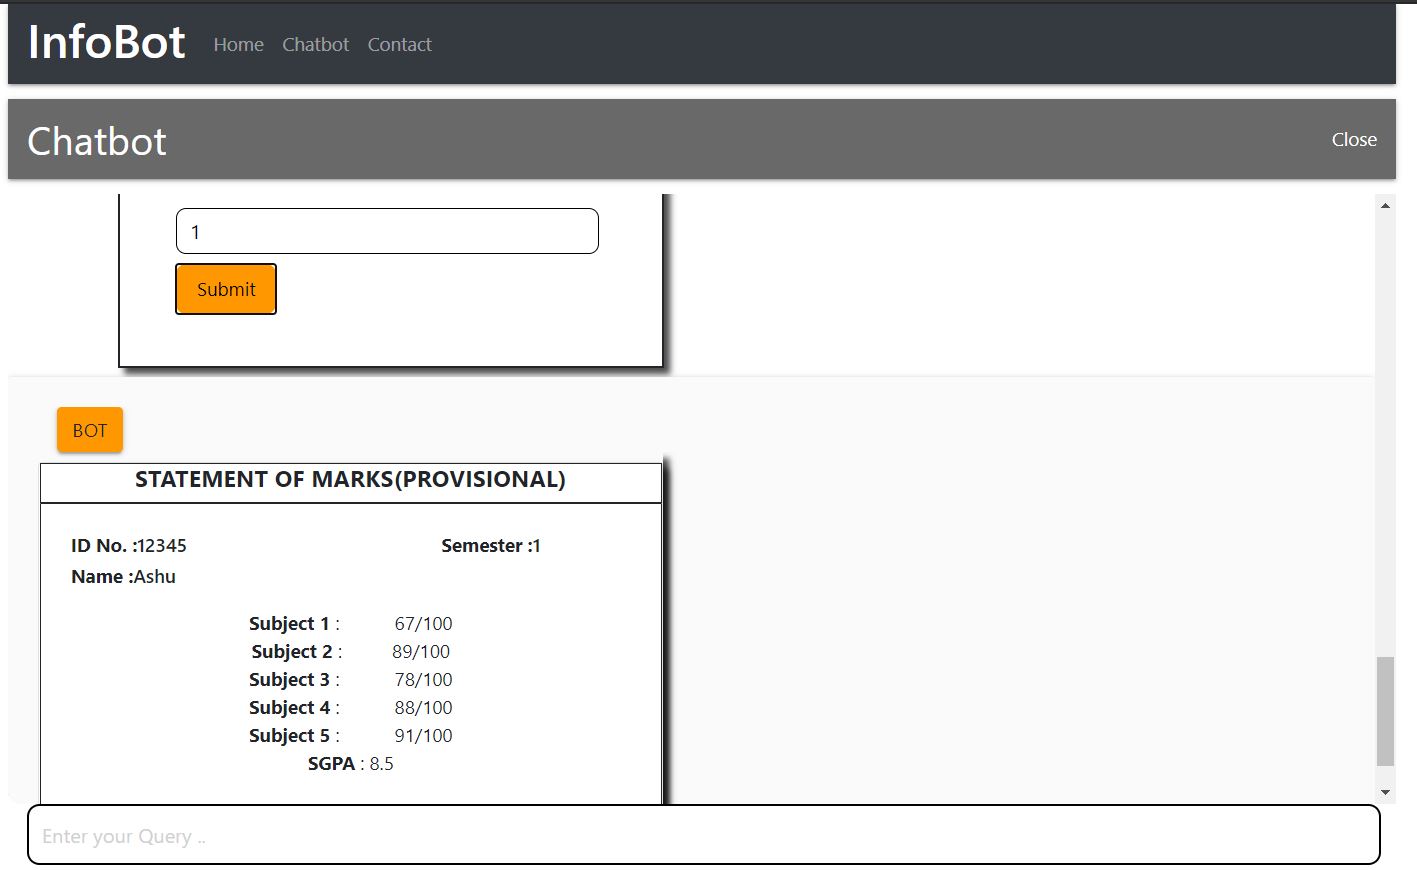 InfoBot Home Chatbot Contact
Chatbot Close
1
Submit
BOT
STATEMENT OF MARKS(PROVISIONAL)
ID No. :12345 Semester :1
Name :Ashu
Subject 1 : 67/100
Subject 2 : 89/100
Subject 3 : 78/100
Subject 4 : 88/100
Subject 5 : 91/100
SGPA : 8.5
Enter your Query ..